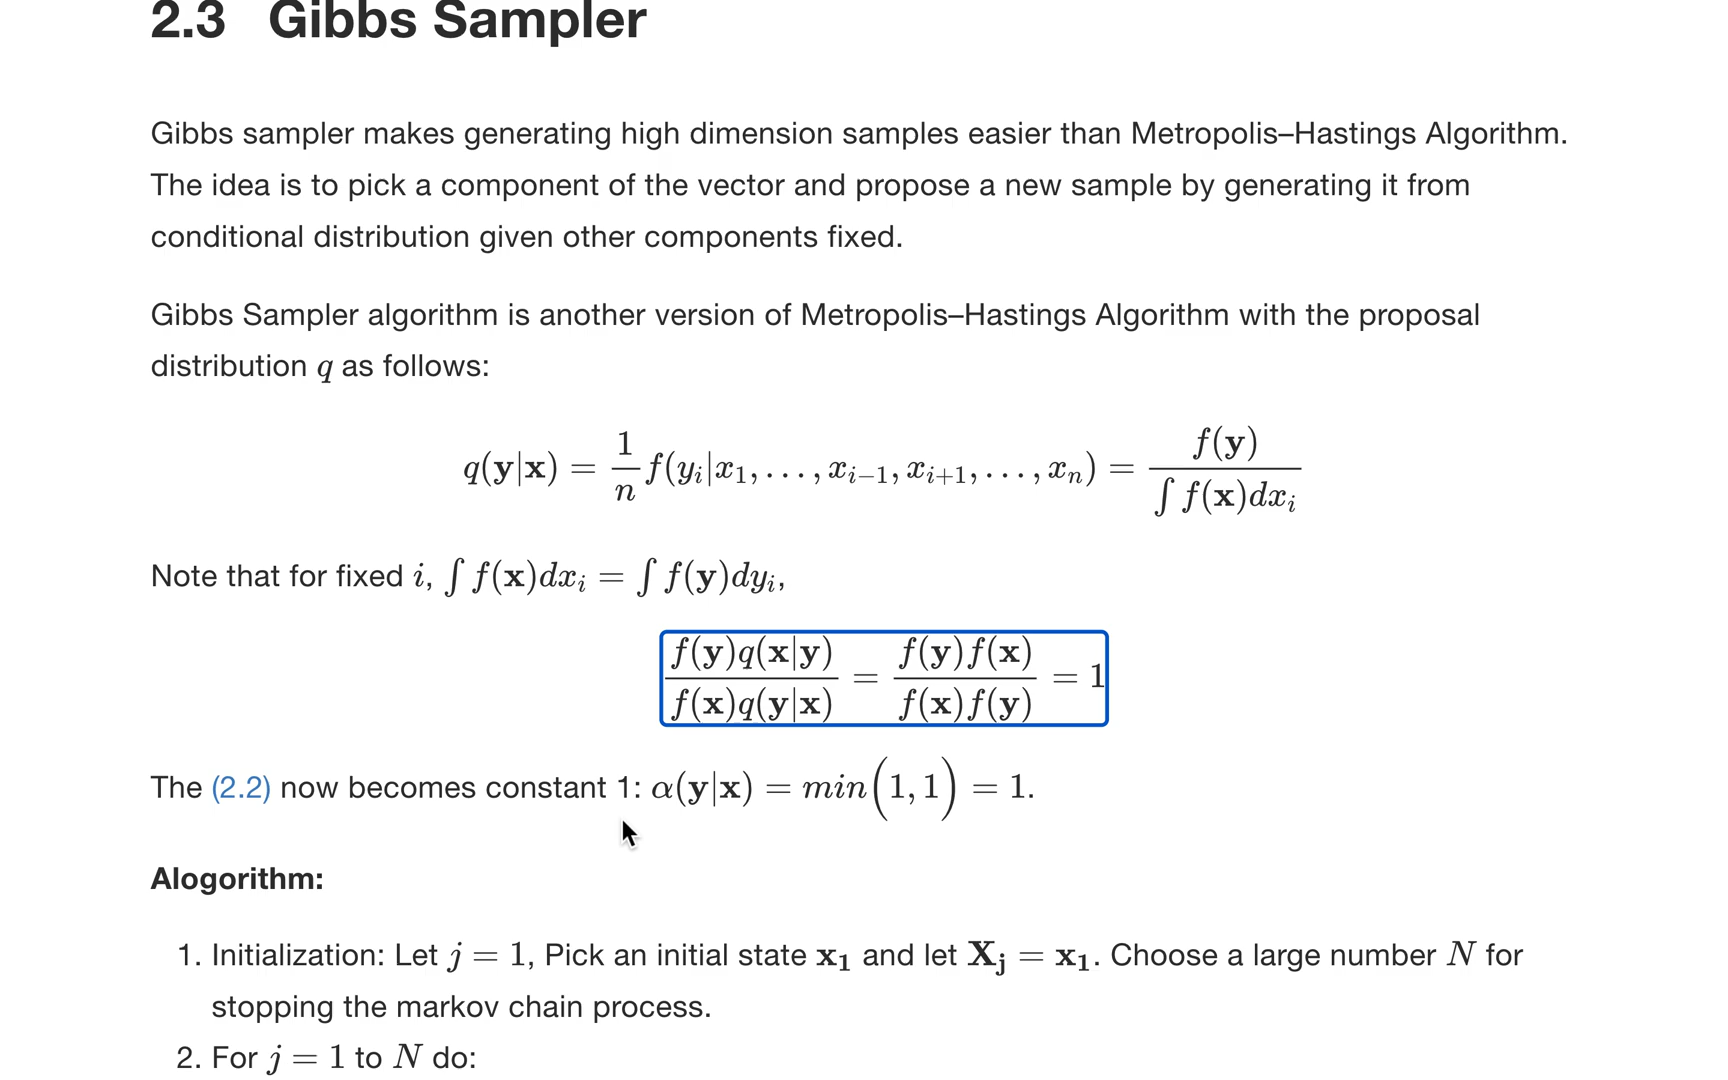 2.3 Gibbs Sampler
Gibbs sampler makes generating high dimension samples easier than Metropolis–Hastings Algorithm.
The idea is to pick a component of the vector and propose a new sample by generating it from
conditional distribution given other components fixed.
Gibbs Sampler algorithm is another version of Metropolis–Hastings Algorithm with the proposal
distribution q as follows:
q(𝐲|𝐱) = \frac{1}{n} f(y_i|x_1, . . . , x_{i−1}, x_{i+1}, . . . , x_n) = \frac{f(𝐲)}{∫ f(𝐱)dx_i}
Note that for fixed i, ∫ f(𝐱)dx_i = ∫ f(𝐲)dy_i,
\frac{f(𝐲)q(𝐱|𝐲)}{f(𝐱)q(𝐲|𝐱)} = \frac{f(𝐲)f(𝐱)}{f(𝐱)f(𝐲)} = 1
The (2.2) now becomes constant 1: α(𝐲|𝐱) = min(1, 1) = 1.
Alogorithm:
1. Initialization: Let j = 1, Pick an initial state 𝐱_𝟏 and let 𝐗_𝐣 = 𝐱_𝟏. Choose a large number N for
stopping the markov chain process.
2. For j = 1 to N do: